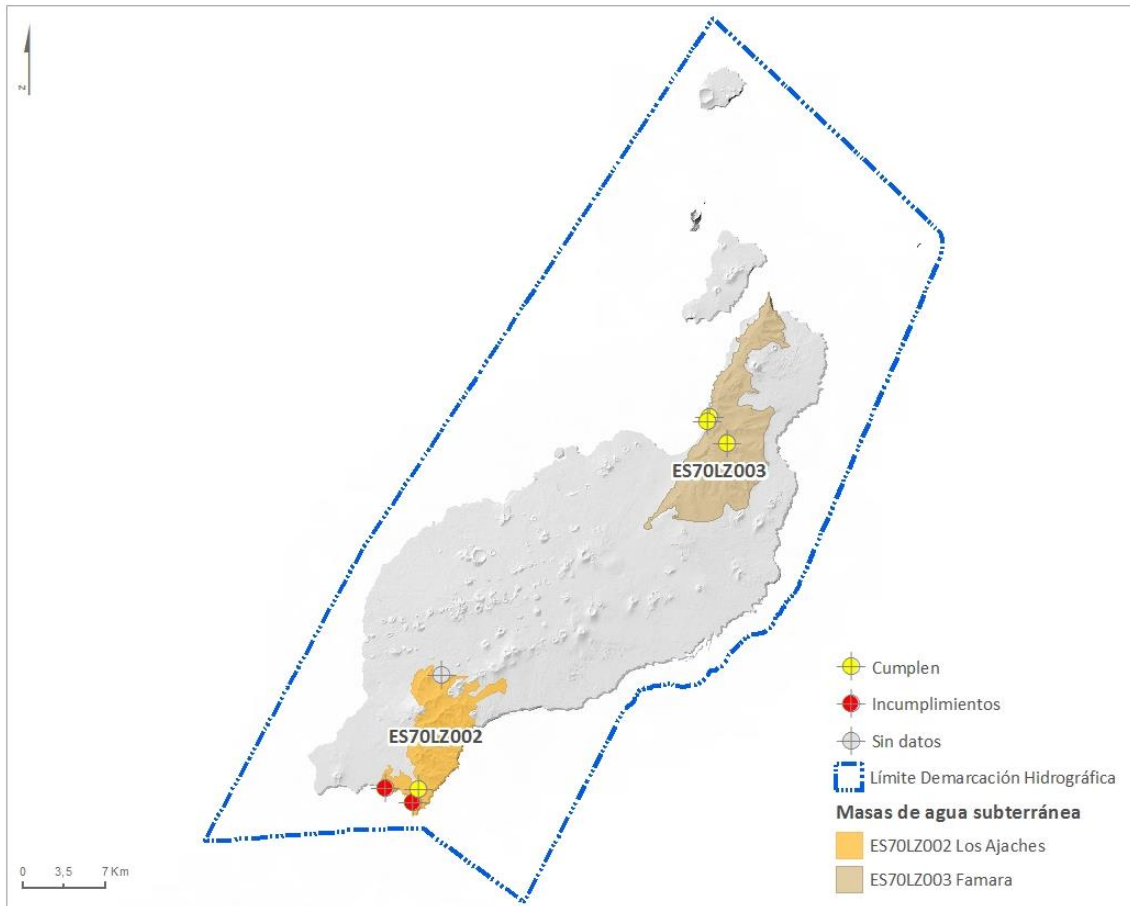 N
ES70LZ003
ES70LZ002
Cumplen
Incumplimientos
Sin datos
Límite Demarcación Hidrográfica
Masas de agua subterránea
ES70LZ002 Los Ajaches
ES70LZ003 Famara
0 3,5 7 Km